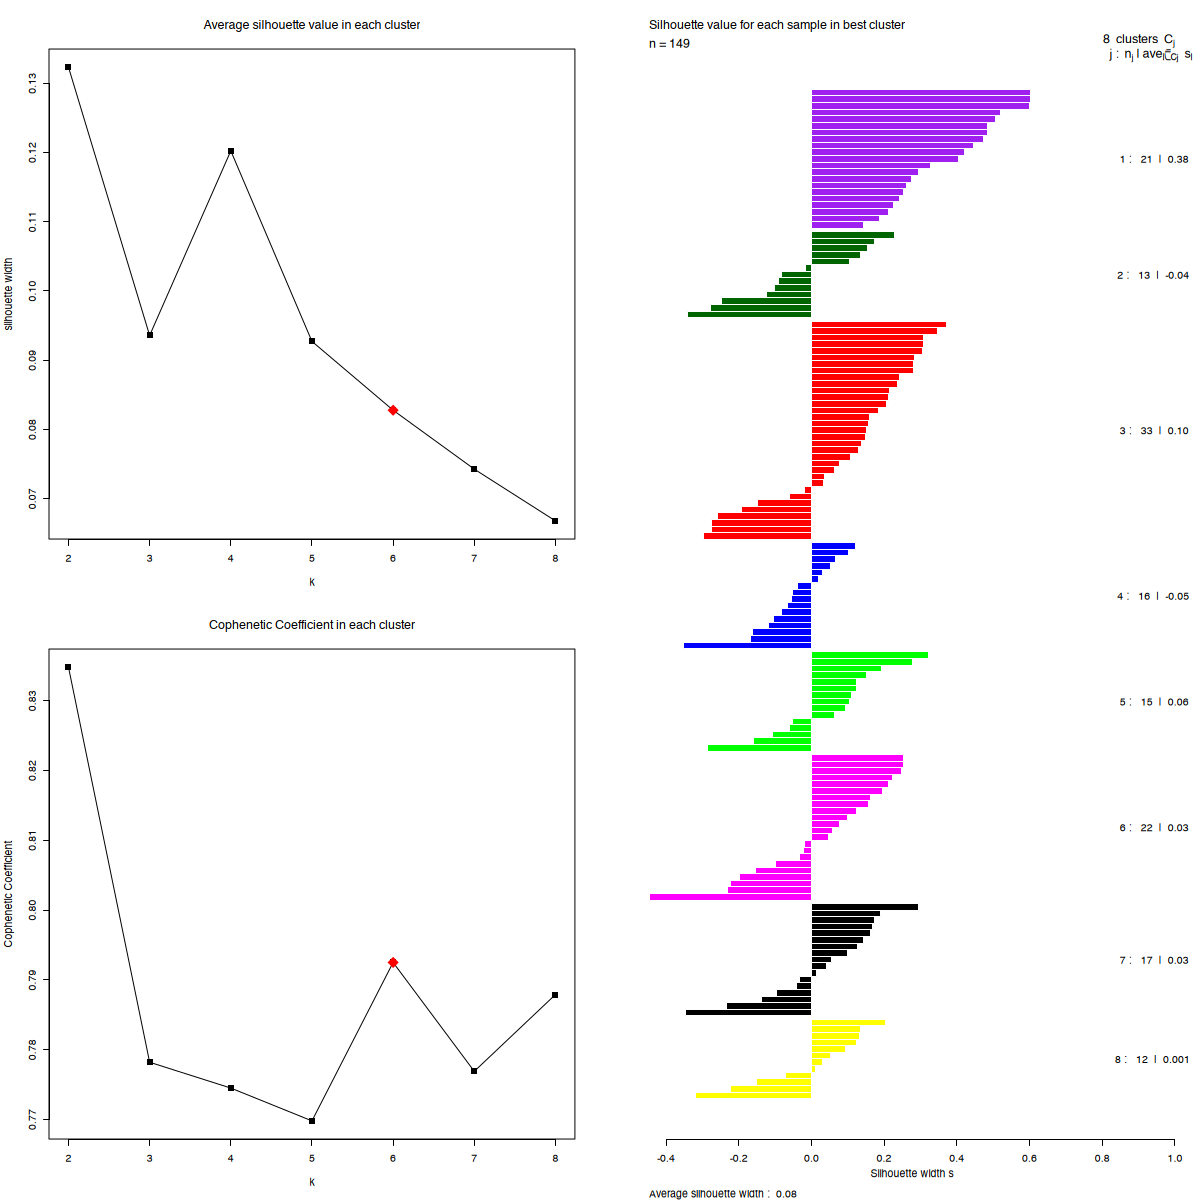 Average silhouette value in each cluster
silhouette width
0.13
0.12
0.11
0.10
0.09
0.08
0.07
2 3 4 5 6 7 8
k
Cophenetic Coefficient in each cluster
Cophenetic Coefficient
0.83
0.82
0.81
0.80
0.79
0.78
0.77
2 3 4 5 6 7 8
k
Silhouette value for each sample in best cluster
n = 149
8 clusters Cj
j : nj | ave i∈Cj si
1 : 21 | 0.38
2 : 13 | -0.04
3 : 33 | 0.10
4 : 16 | -0.05
5 : 15 | 0.06
6 : 22 | 0.03
7 : 17 | 0.03
8 : 12 | 0.001
-0.4 -0.2 0.0 0.2 0.4 0.6 0.8 1.0
Silhouette width s
Average silhouette width : 0.08